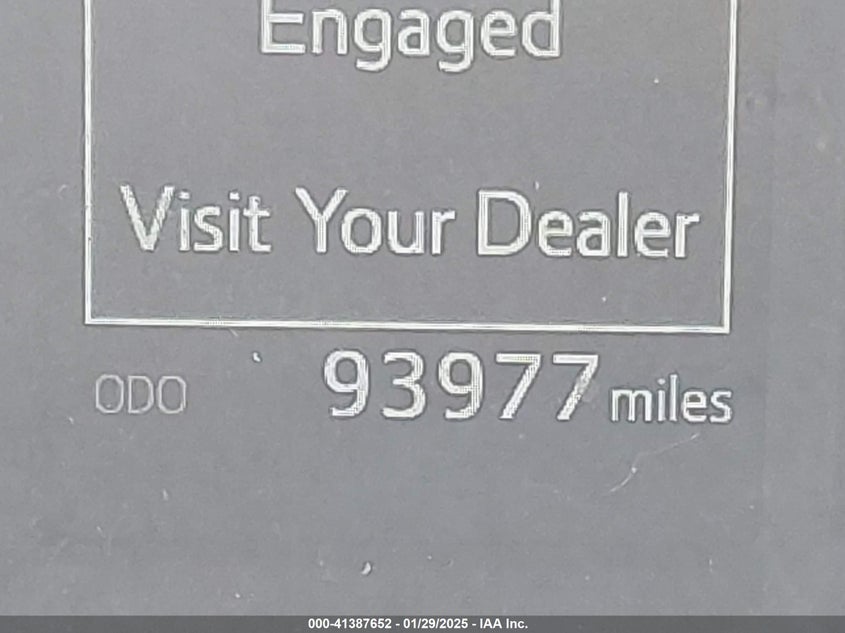 Engaged
Visit Your Dealer
ODO 93977 miles
000-41387652 - 01/29/2025 - IAA Inc.